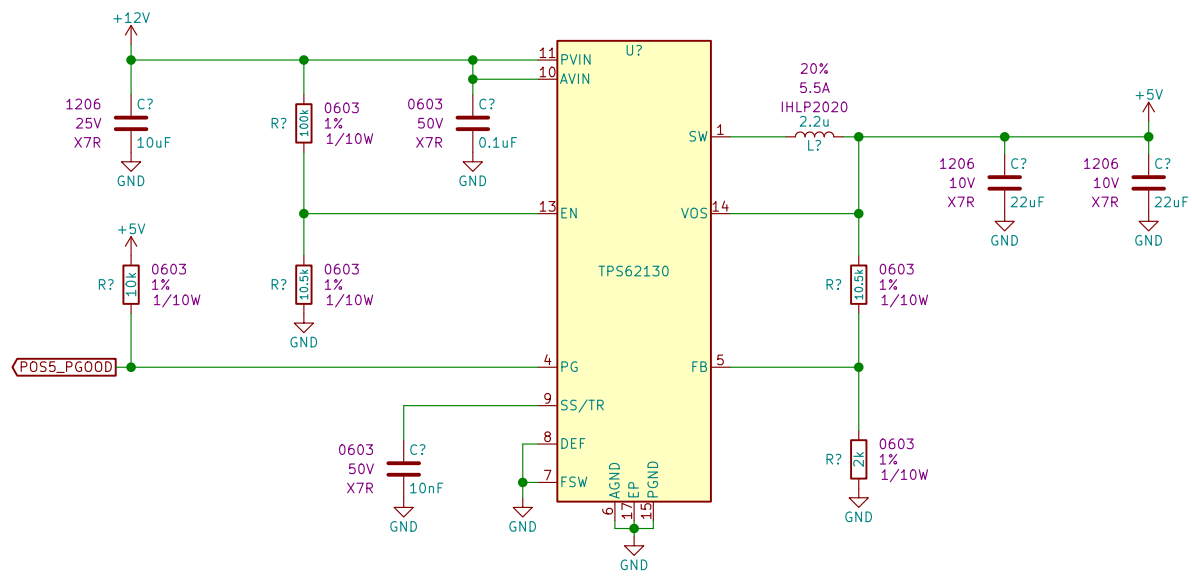 +12V
1206
25V
X7R
C?
10uF
GND
R?
100k
0603
1%
1/10W
0603
50V
X7R
C?
0.1uF
GND
+5V
R?
10k
0603
1%
1/10W
R?
10.5k
0603
1%
1/10W
GND
POS5_PGOOD
0603
50V
X7R
C?
10nF
GND
GND
U?
TPS62130
11 PVIN
10 AVIN
13 EN
4 PG
9 SS/TR
8 DEF
7 FSW
SW 1
VOS 14
FB 5
AGND
EP
PGND
6
17
15
GND
20%
5.5A
IHLP2020
2.2u
L?
+5V
1206
10V
X7R
C?
22uF
GND
1206
10V
X7R
C?
22uF
GND
R?
10.5k
0603
1%
1/10W
R?
2k
0603
1%
1/10W
GND